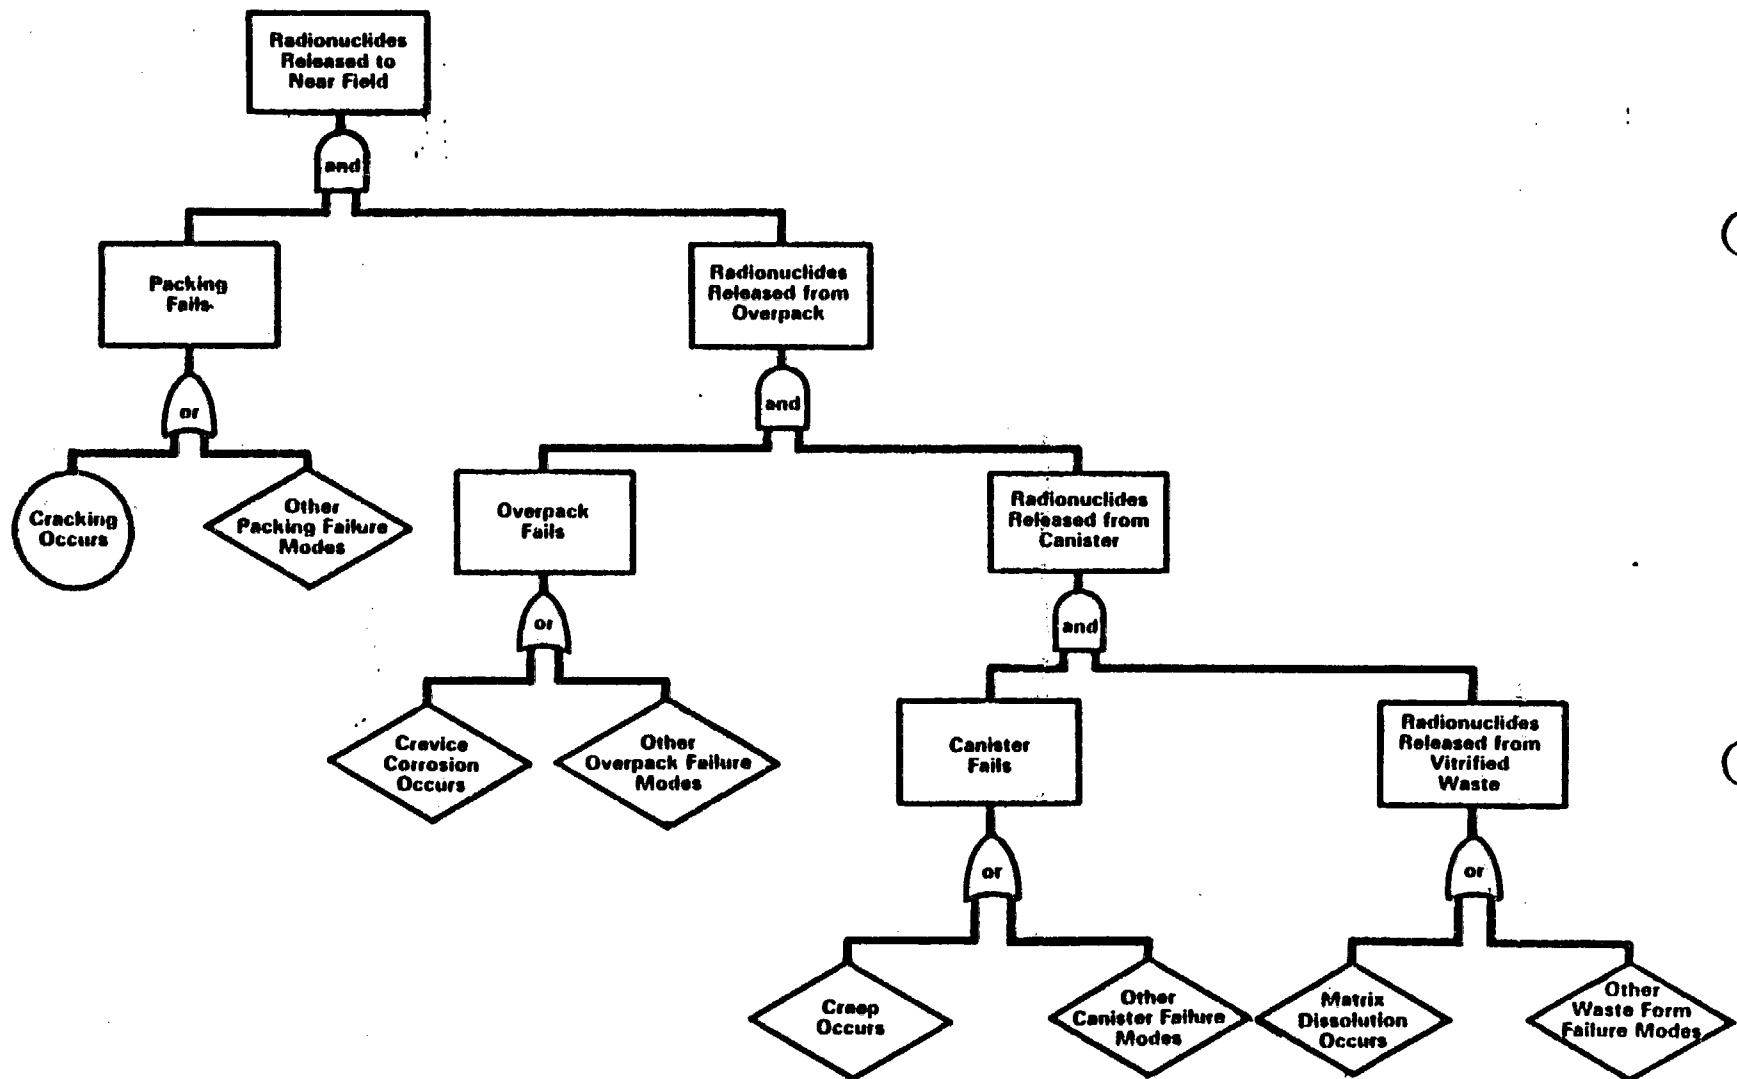 Radionuclides
Released to
Near Field
and
Packing
Fails
Radionuclides
Released from
Overpack
or
and
Cracking
Occurs
Other
Packing Failure
Modes
Overpack
Fails
Radionuclides
Released from
Canister
or
and
Crevice
Corrosion
Occurs
Other
Overpack Failure
Modes
Canister
Fails
Radionuclides
Released from
Vitrified
Waste
or
or
Creep
Occurs
Other
Canister Failure
Modes
Matrix
Dissolution
Occurs
Other
Waste Form
Failure Modes